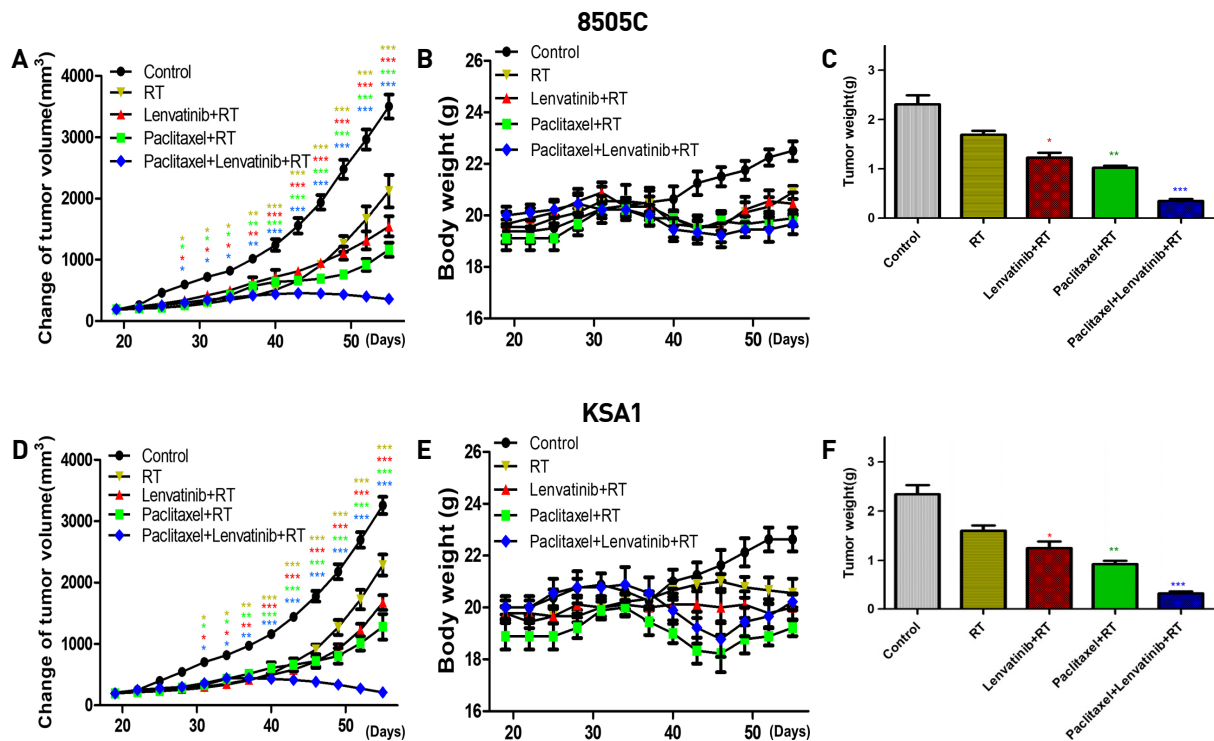 8505C
A
Change of tumor volume(mm³)
4000
3000
2000
1000
0
20
30
40
50
(Days)
Control
RT
Lenvatinib+RT
Paclitaxel+RT
Paclitaxel+Lenvatinib+RT
B
Body weight (g)
26
24
22
20
18
16
20
30
40
50
(Days)
Control
RT
Lenvatinib+RT
Paclitaxel+RT
Paclitaxel+Lenvatinib+RT
C
Tumor weight(g)
3
2
1
0
*
**
***
Control
RT
Lenvatinib+RT
Paclitaxel+RT
Paclitaxel+Lenvatinib+RT
KSA1
D
Change of tumor volume(mm³)
4000
3000
2000
1000
0
20
30
40
50
(Days)
Control
RT
Lenvatinib+RT
Paclitaxel+RT
Paclitaxel+Lenvatinib+RT
E
Body weight (g)
26
24
22
20
18
16
20
30
40
50
(Days)
Control
RT
Lenvatinib+RT
Paclitaxel+RT
Paclitaxel+Lenvatinib+RT
F
Tumor weight(g)
3
2
1
0
*
**
***
Control
RT
Lenvatinib+RT
Paclitaxel+RT
Paclitaxel+Lenvatinib+RT